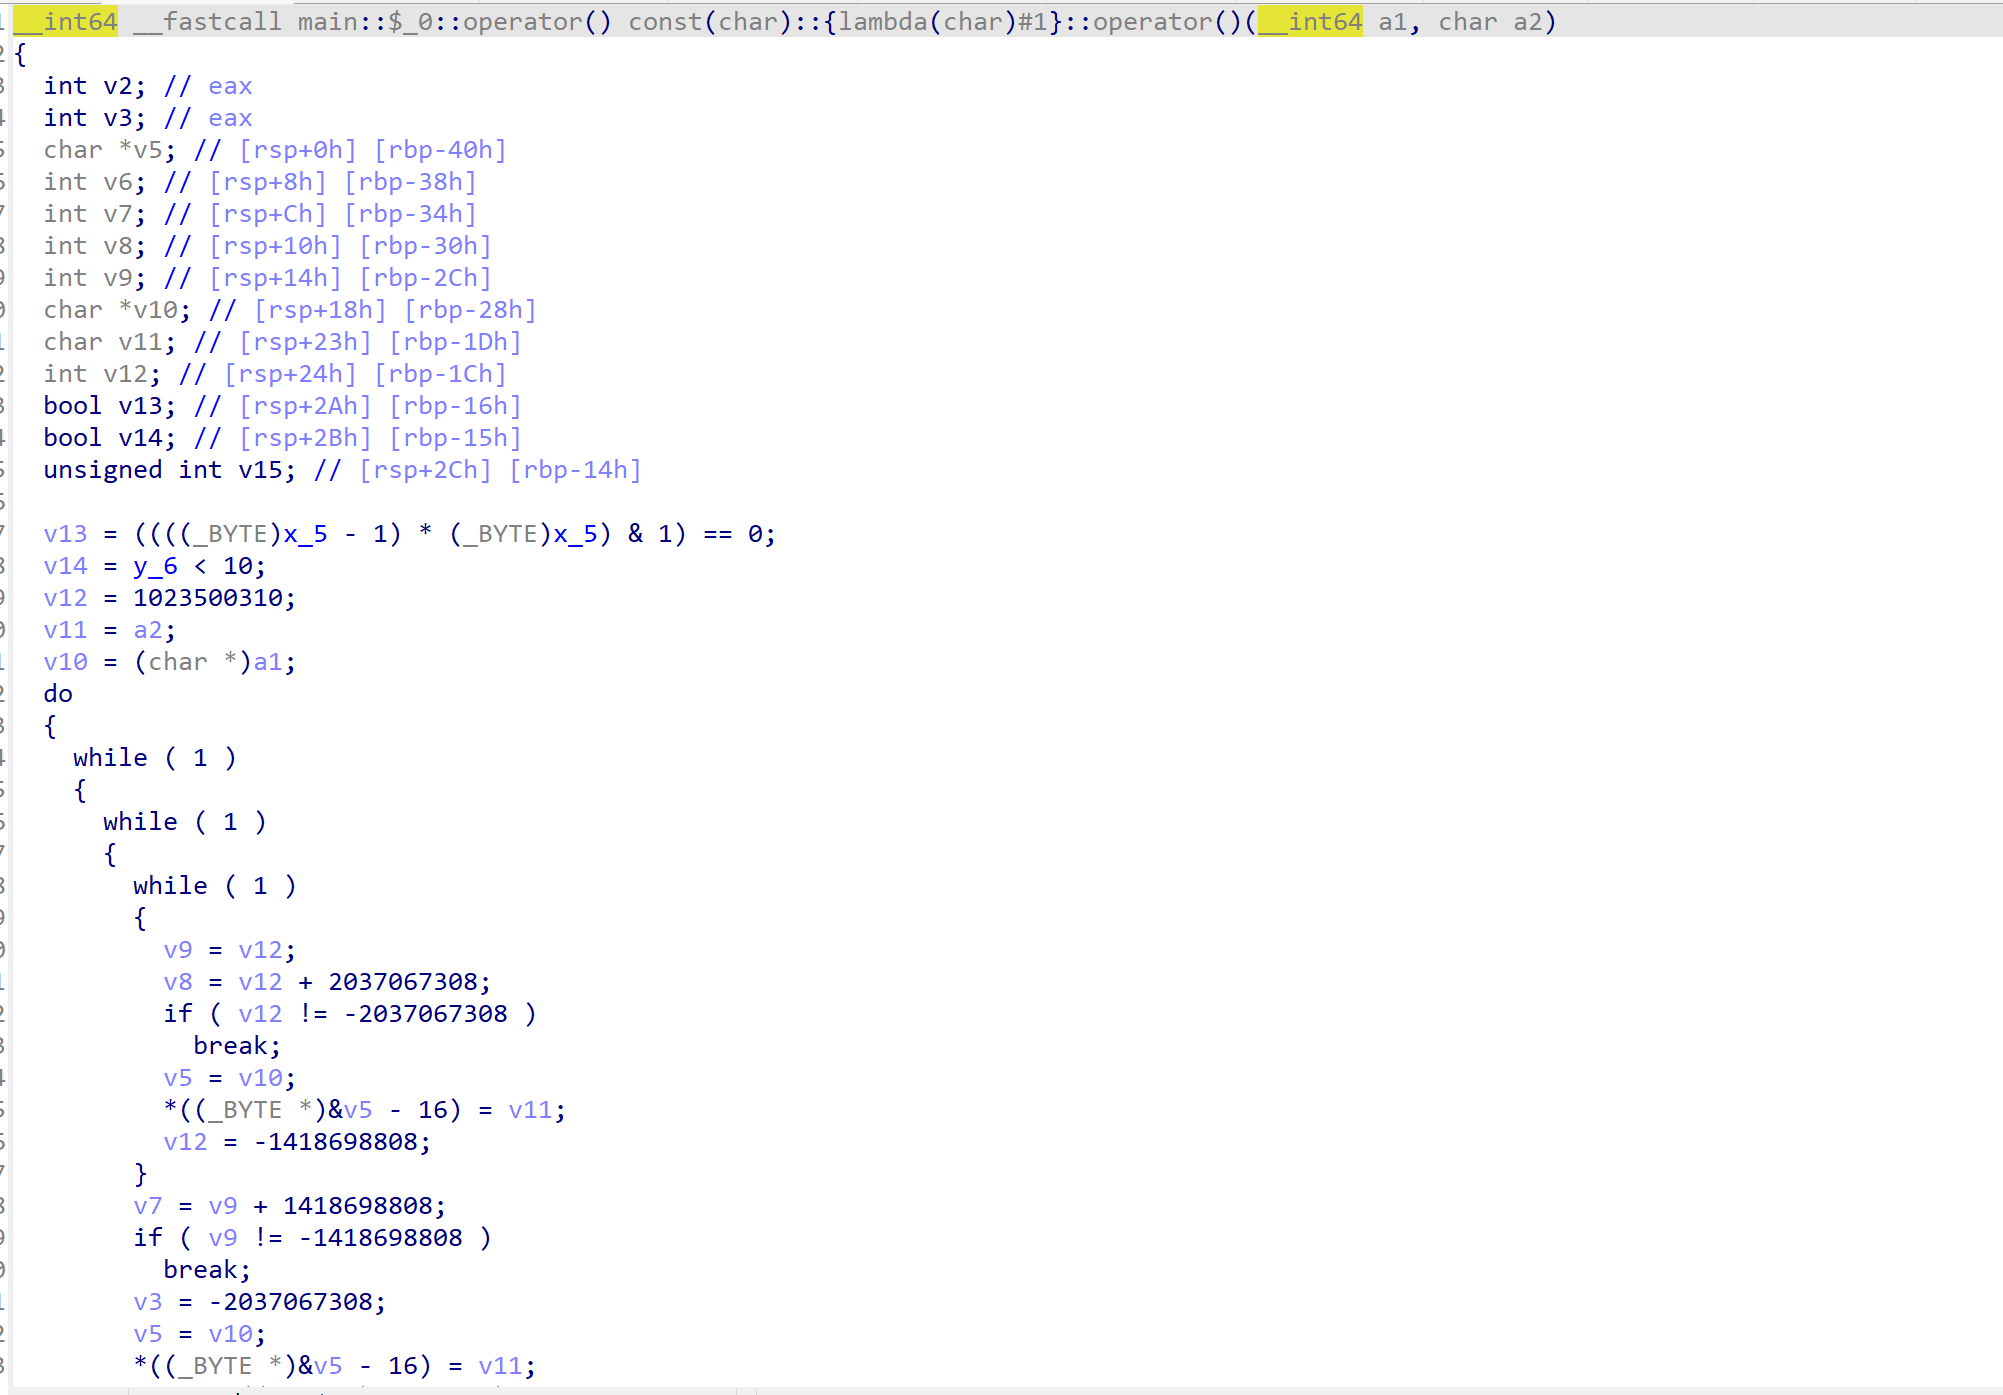 __int64 __fastcall main::$_0::operator() const(char)::{lambda(char)#1}::operator()(__int64 a1, char a2)
{
  int v2; // eax
  int v3; // eax
  char *v5; // [rsp+0h] [rbp-40h]
  int v6; // [rsp+8h] [rbp-38h]
  int v7; // [rsp+Ch] [rbp-34h]
  int v8; // [rsp+10h] [rbp-30h]
  int v9; // [rsp+14h] [rbp-2Ch]
  char *v10; // [rsp+18h] [rbp-28h]
  char v11; // [rsp+23h] [rbp-1Dh]
  int v12; // [rsp+24h] [rbp-1Ch]
  bool v13; // [rsp+2Ah] [rbp-16h]
  bool v14; // [rsp+2Bh] [rbp-15h]
  unsigned int v15; // [rsp+2Ch] [rbp-14h]

  v13 = ((((_BYTE)x_5 - 1) * (_BYTE)x_5) & 1) == 0;
  v14 = y_6 < 10;
  v12 = 1023500310;
  v11 = a2;
  v10 = (char *)a1;
  do
  {
    while ( 1 )
    {
      while ( 1 )
      {
        while ( 1 )
        {
          v9 = v12;
          v8 = v12 + 2037067308;
          if ( v12 != -2037067308 )
            break;
          v5 = v10;
          *((_BYTE *)&v5 - 16) = v11;
          v12 = -1418698808;
        }
        v7 = v9 + 1418698808;
        if ( v9 != -1418698808 )
          break;
        v3 = -2037067308;
        v5 = v10;
        *((_BYTE *)&v5 - 16) = v11;